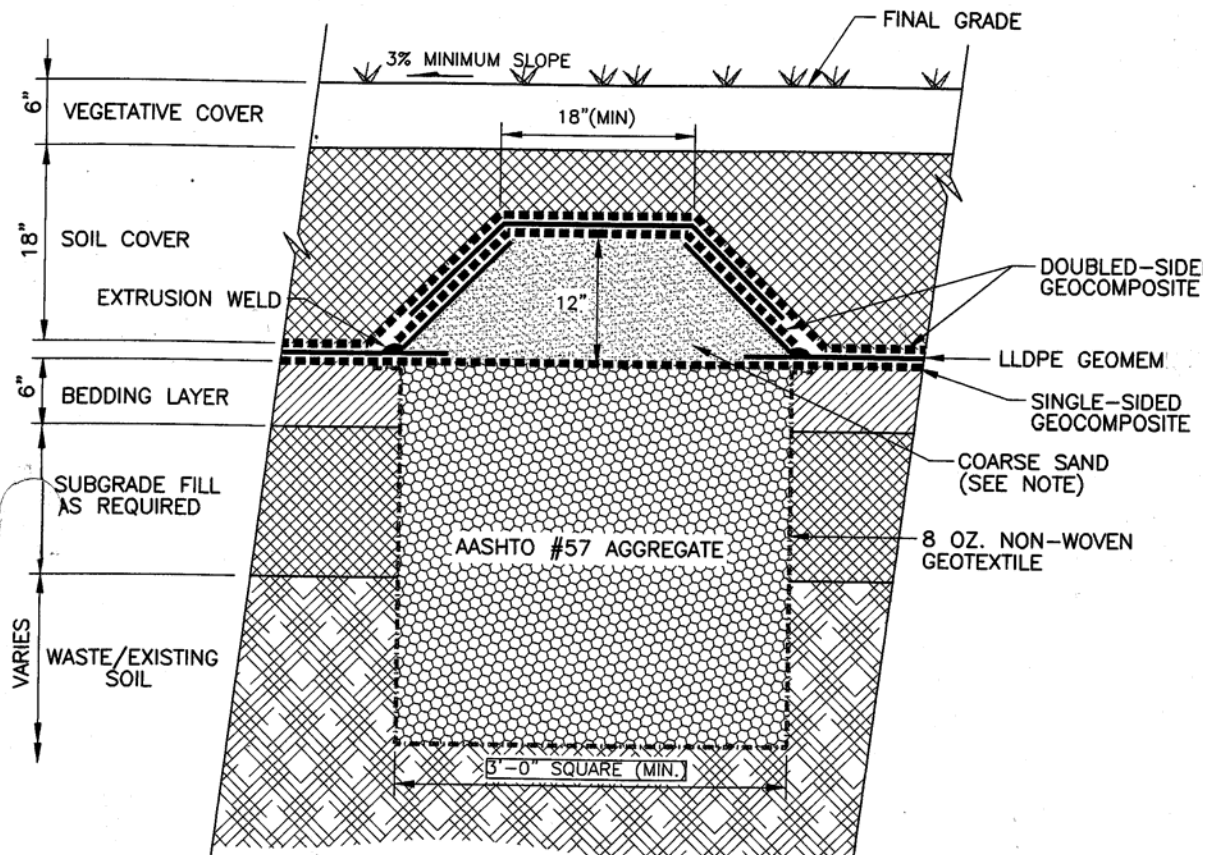 FINAL GRADE
3% MINIMUM SLOPE
6"
VEGETATIVE COVER
18"(MIN)
18"
SOIL COVER
EXTRUSION WELD
12"
DOUBLED-SIDE
GEOCOMPOSITE
LLDPE GEOMEM
6"
BEDDING LAYER
SINGLE-SIDED
GEOCOMPOSITE
COARSE SAND
(SEE NOTE)
SUBGRADE FILL
AS REQUIRED
AASHTO #57 AGGREGATE
8 OZ. NON-WOVEN
GEOTEXTILE
VARIES
WASTE/EXISTING
SOIL
3'-0" SQUARE (MIN.)